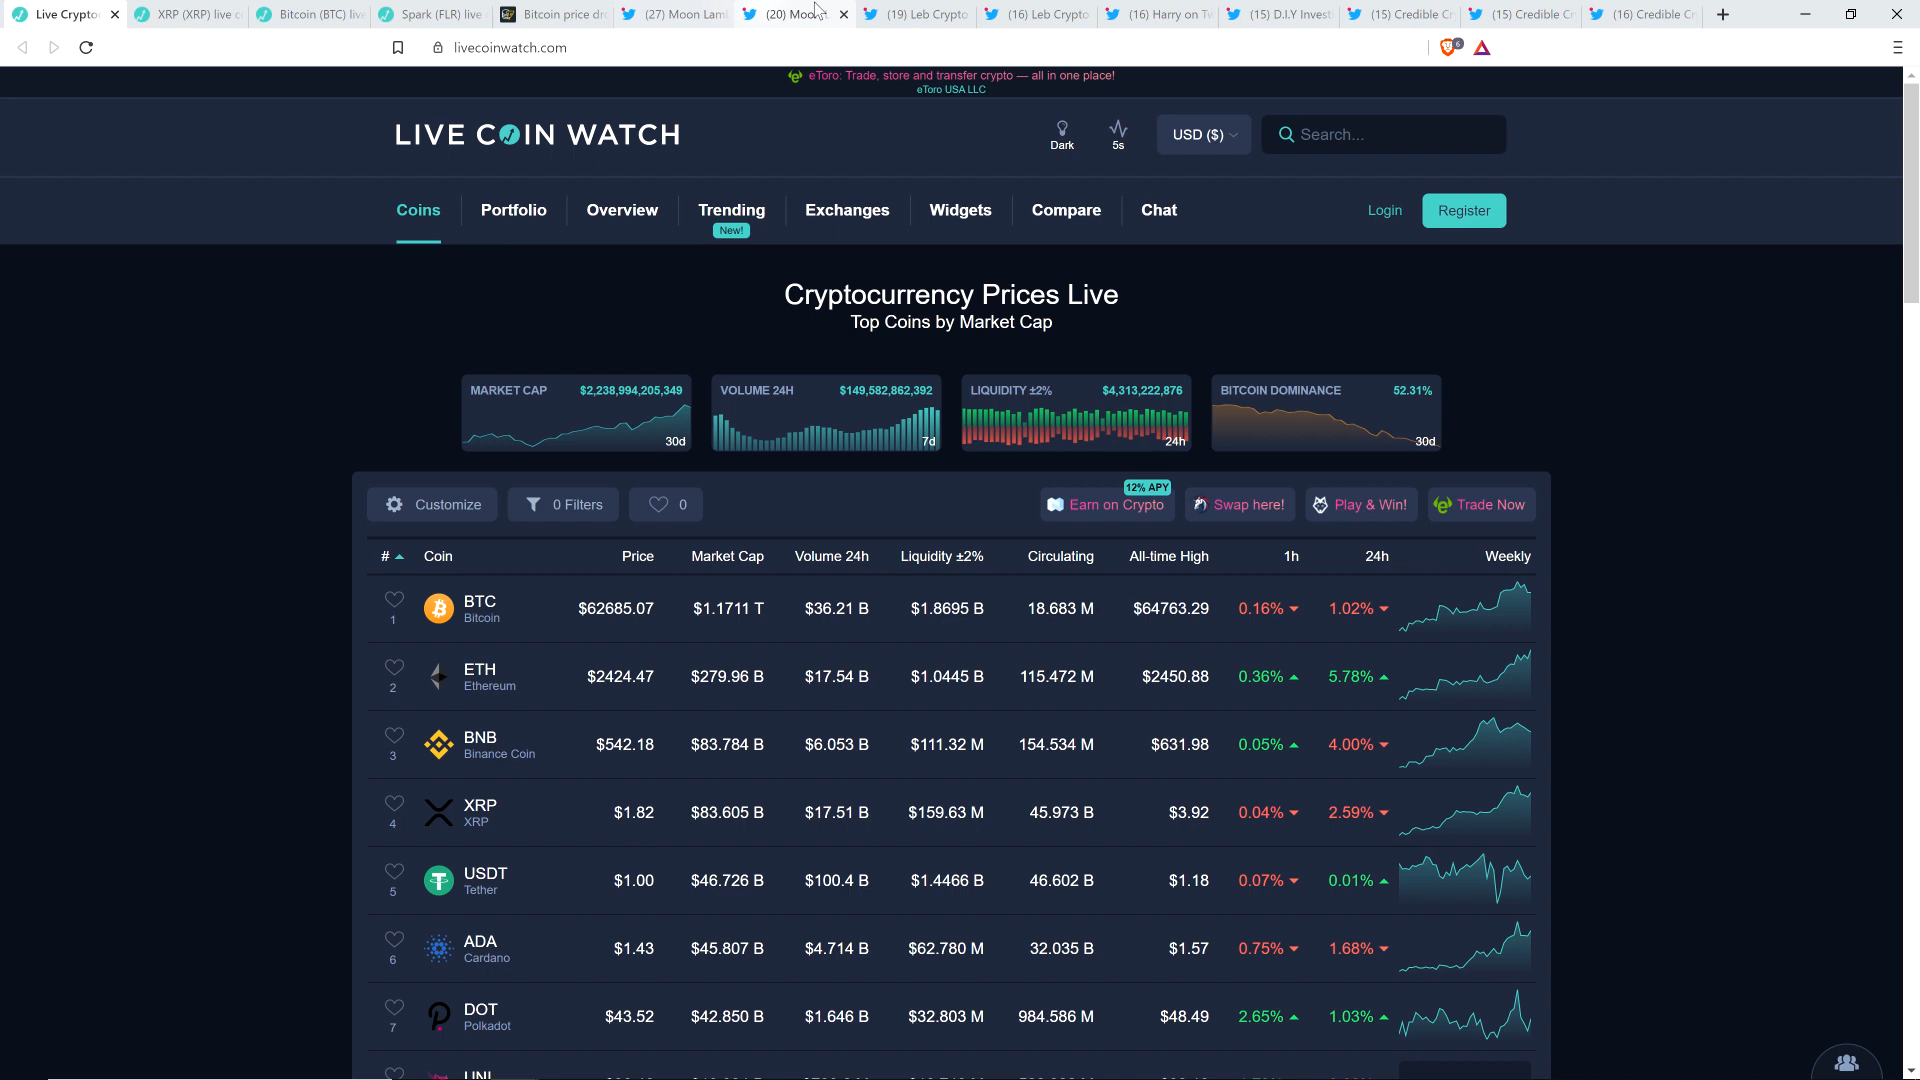 Live Crypto
XRP (XRP) live c
Bitcoin (BTC) liv
Spark (FLR) live
Bitcoin price dr
(27) Moon Lam
(20) Moo
(19) Leb Crypto
(16) Leb Crypto
(16) Harry on Tw
(15) D.I.Y Invest
(15) Credible Cr
(15) Credible Cr
(16) Credible Cr
livecoinwatch.com
6
eToro: Trade, store and transfer crypto — all in one place!
eToro USA LLC
LIVE COIN WATCH
Dark
5s
USD ($)
Search...
Coins Portfolio Overview Trending Exchanges Widgets Compare Chat Login Register
New!
Cryptocurrency Prices Live
Top Coins by Market Cap
MARKET CAP $2,238,994,205,349
30d
VOLUME 24H $149,582,862,392
7d
LIQUIDITY ±2% $4,313,222,876
24h
BITCOIN DOMINANCE 52.31%
30d
Customize
0 Filters
0
12% APY
Earn on Crypto
Swap here!
Play & Win!
Trade Now
# Coin Price Market Cap Volume 24h Liquidity ±2% Circulating All-time High 1h 24h Weekly
1 BTC Bitcoin $62685.07 $1.1711 T $36.21 B $1.8695 B 18.683 M $64763.29 0.16% 1.02%
2 ETH Ethereum $2424.47 $279.96 B $17.54 B $1.0445 B 115.472 M $2450.88 0.36% 5.78%
3 BNB Binance Coin $542.18 $83.784 B $6.053 B $111.32 M 154.534 M $631.98 0.05% 4.00%
4 XRP XRP $1.82 $83.605 B $17.51 B $159.63 M 45.973 B $3.92 0.04% 2.59%
5 USDT Tether $1.00 $46.726 B $100.4 B $1.4466 B 46.602 B $1.18 0.07% 0.01%
6 ADA Cardano $1.43 $45.807 B $4.714 B $62.780 M 32.035 B $1.57 0.75% 1.68%
7 DOT Polkadot $43.52 $42.850 B $1.646 B $32.803 M 984.586 M $48.49 2.65% 1.03%
UNI